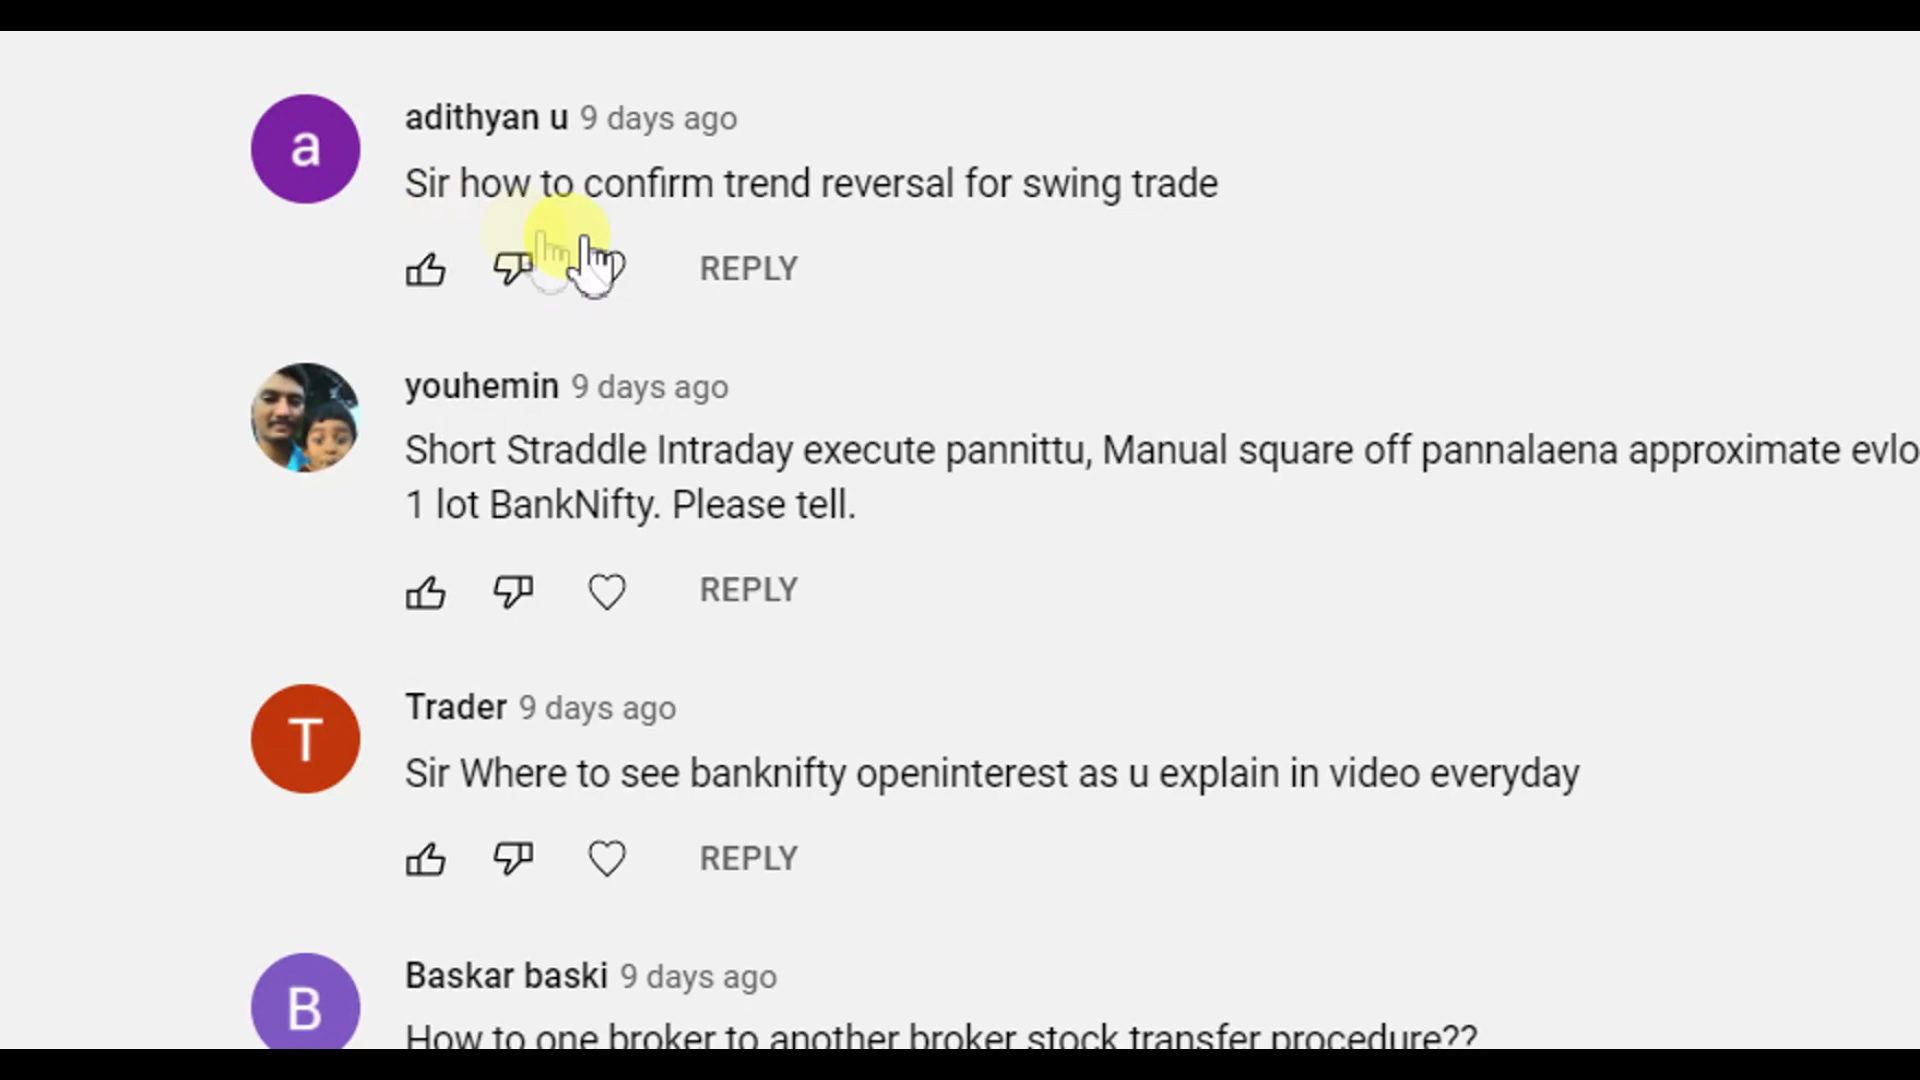 a
adithyan u 9 days ago
Sir how to confirm trend reversal for swing trade
REPLY
youhemin 9 days ago
Short Straddle Intraday execute pannittu, Manual square off pannalaena approximate evlo
1 lot BankNifty. Please tell.
REPLY
T
Trader 9 days ago
Sir Where to see banknifty openinterest as u explain in video everyday
REPLY
B
Baskar baski 9 days ago
How to one broker to another broker stock transfer procedure??